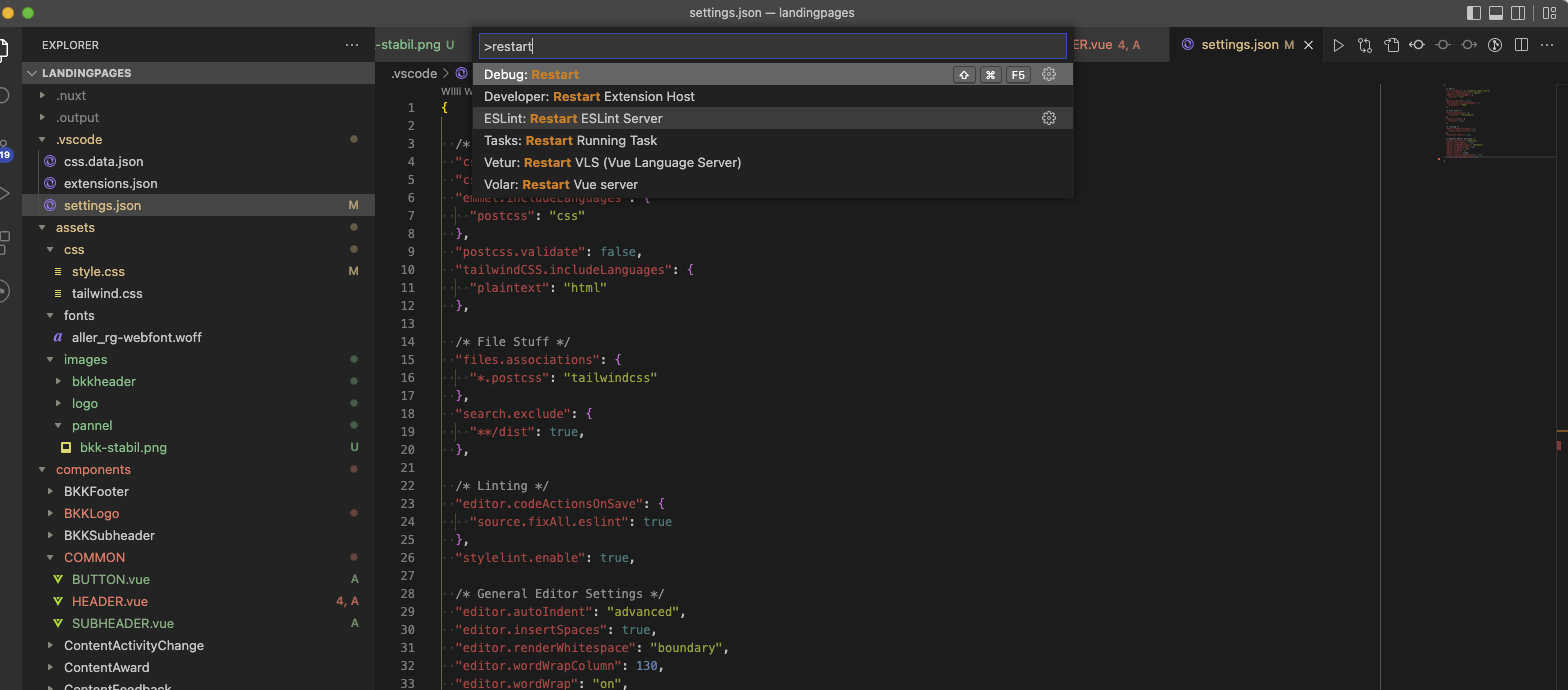 settings.json — landingpages
EXPLORER
LANDINGPAGES
.nuxt
.output
.vscode
css.data.json
extensions.json
settings.json M
assets
css
style.css M
tailwind.css
fonts
a aller_rg-webfont.woff
images
bkkheader
logo
pannel
bkk-stabil.png U
components
BKKFooter
BKKLogo
BKKSubheader
COMMON
BUTTON.vue A
HEADER.vue 4, A
SUBHEADER.vue A
ContentActivityChange
ContentAward
ContentFeedback
19
-stabil.png U
ER.vue 4, A
settings.json M
.vscode
>restart
Debug: Restart ⇧ ⌘ F5
Developer: Restart Extension Host
ESLint: Restart ESLint Server
Tasks: Restart Running Task
Vetur: Restart VLS (Vue Language Server)
Volar: Restart Vue server
Willi W
1 {
2
3 /*
4 "c
5 "c
6 "emmet.includeLanguages": {
7 "postcss": "css"
8 },
9 "postcss.validate": false,
10 "tailwindCSS.includeLanguages": {
11 "plaintext": "html"
12 },
13
14 /* File Stuff */
15 "files.associations": {
16 "*.postcss": "tailwindcss"
17 },
18 "search.exclude": {
19 "**/dist": true,
20 },
21
22 /* Linting */
23 "editor.codeActionsOnSave": {
24 "source.fixAll.eslint": true
25 },
26 "stylelint.enable": true,
27
28 /* General Editor Settings */
29 "editor.autoIndent": "advanced",
30 "editor.insertSpaces": true,
31 "editor.renderWhitespace": "boundary",
32 "editor.wordWrapColumn": 130,
33 "editor.wordWrap": "on",